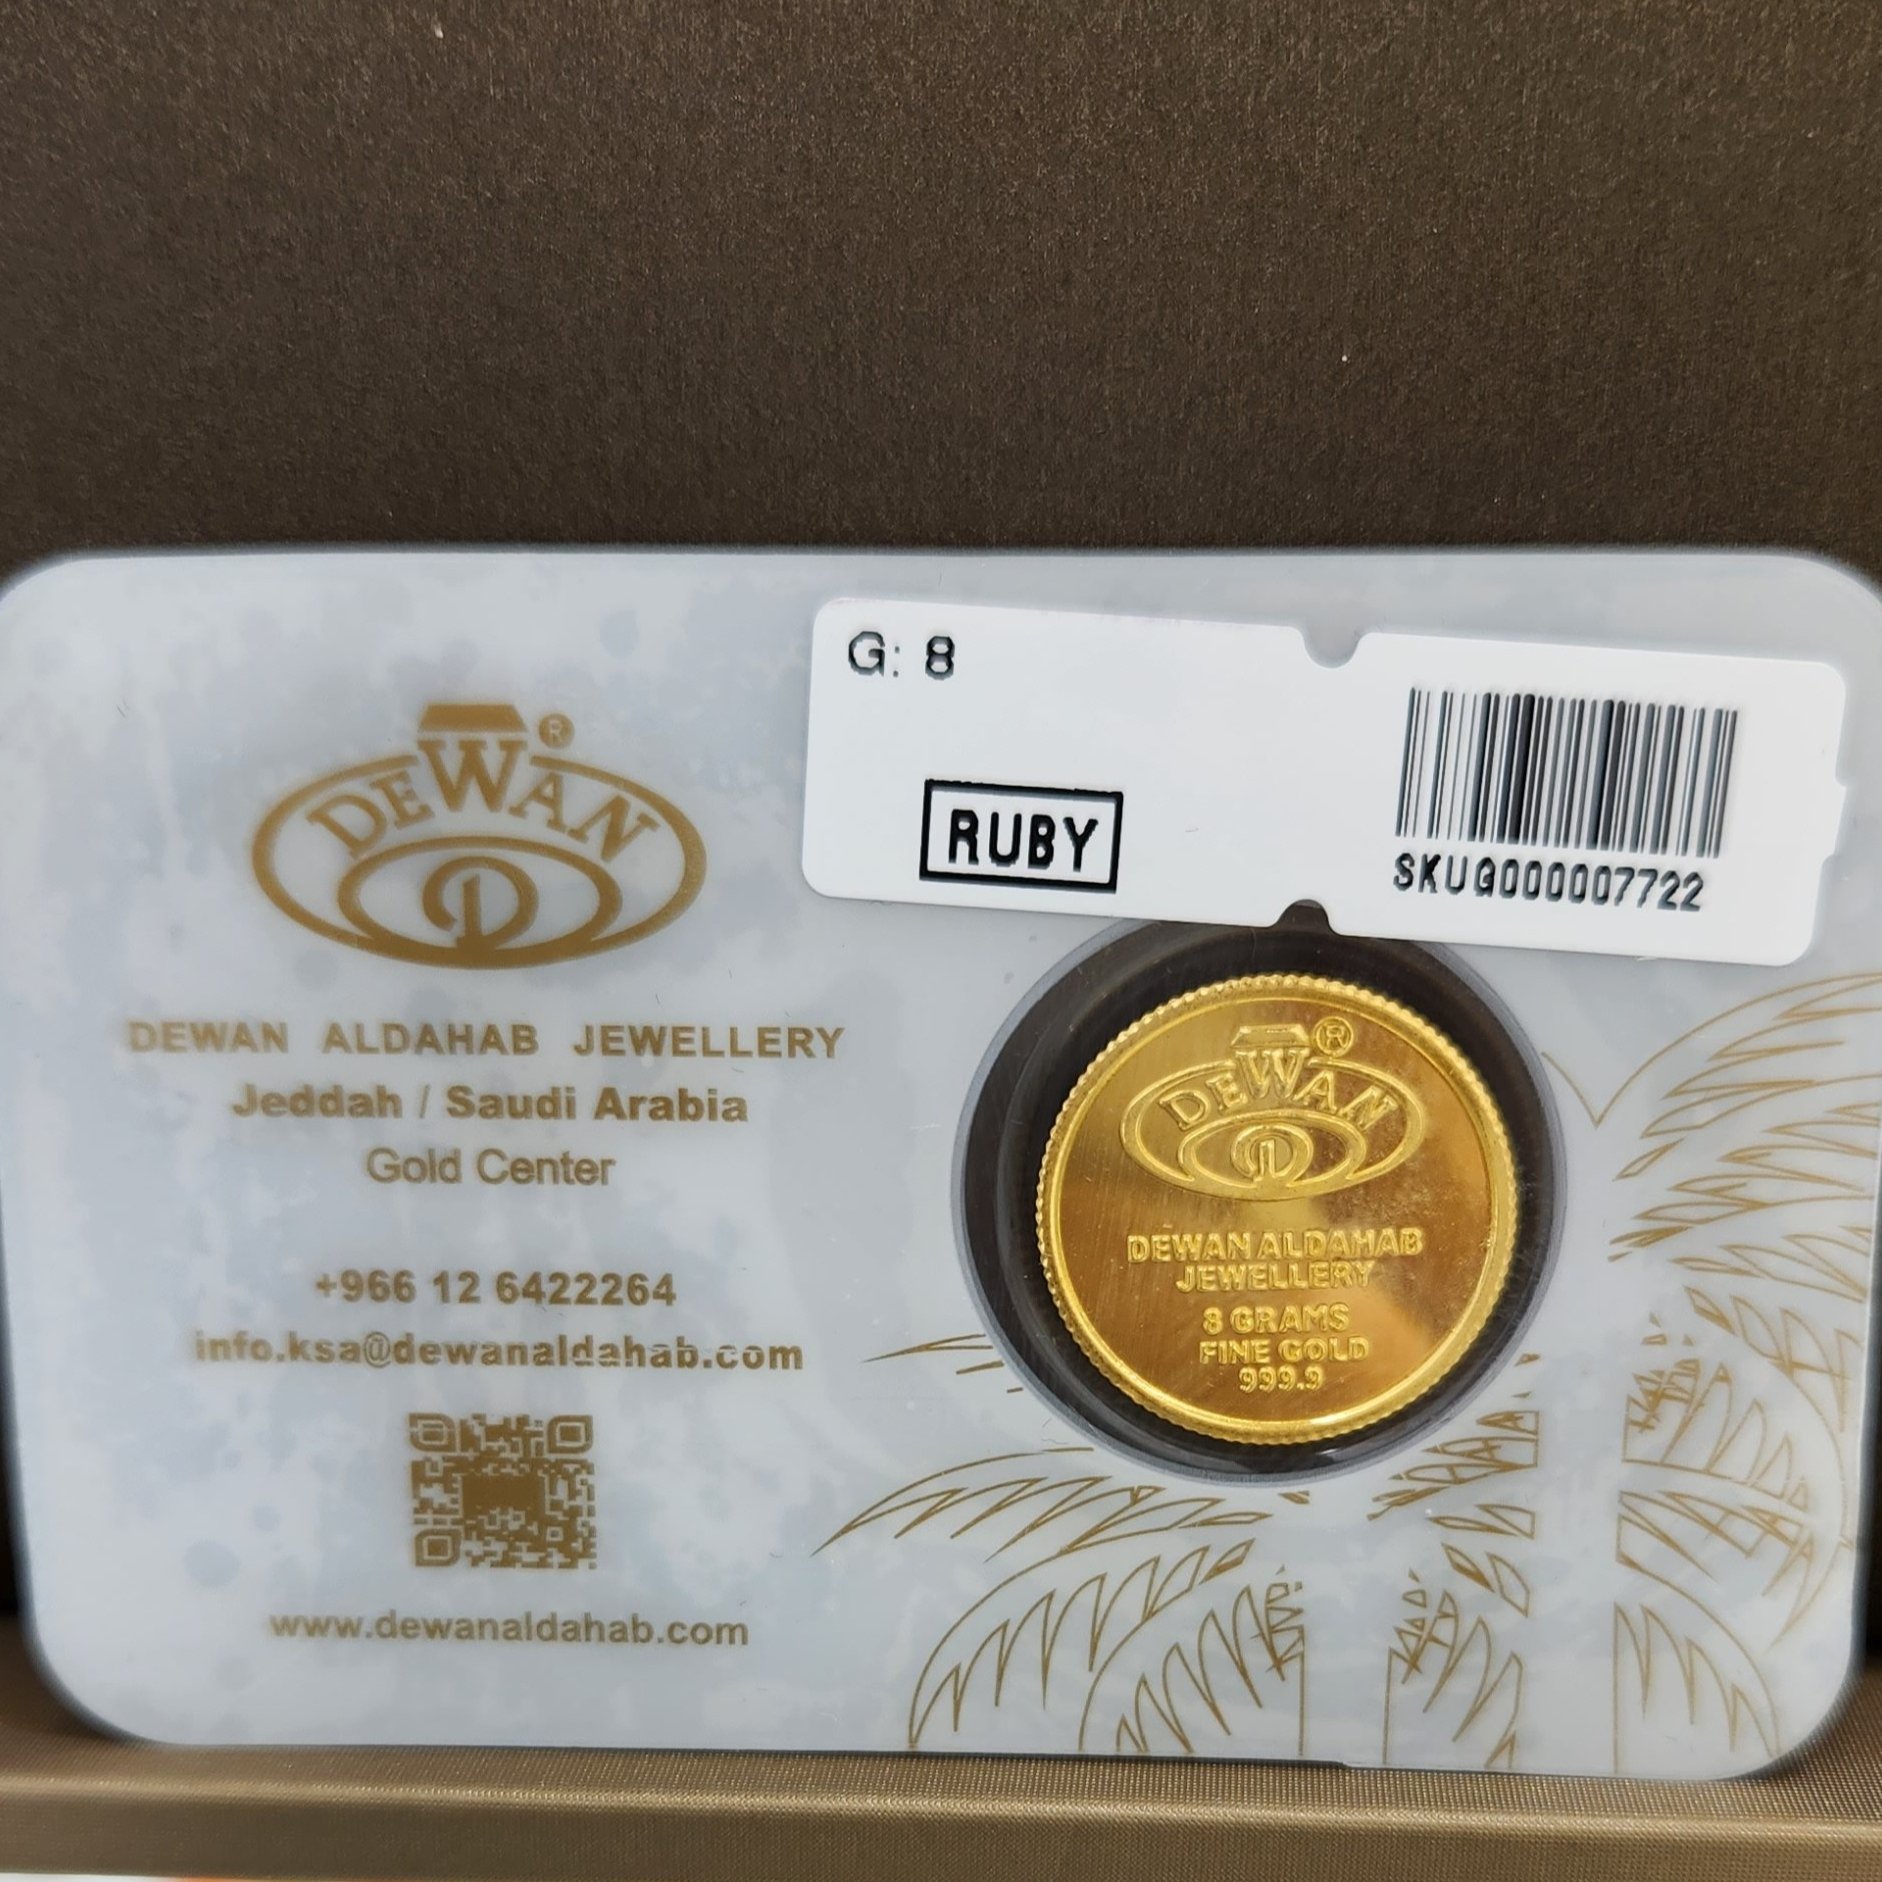 G: 8
RUBY
SKUG000007722
DEWAN ®
D
DEWAN ALDAHAB JEWELLERY
Jeddah / Saudi Arabia
Gold Center
+966 12 6422264
info.ksa@dewanaldahab.com
www.dewanaldahab.com
DEWAN ®
D
DEWAN ALDAHAB
JEWELLERY
8 GRAMS
FINE GOLD
999.9